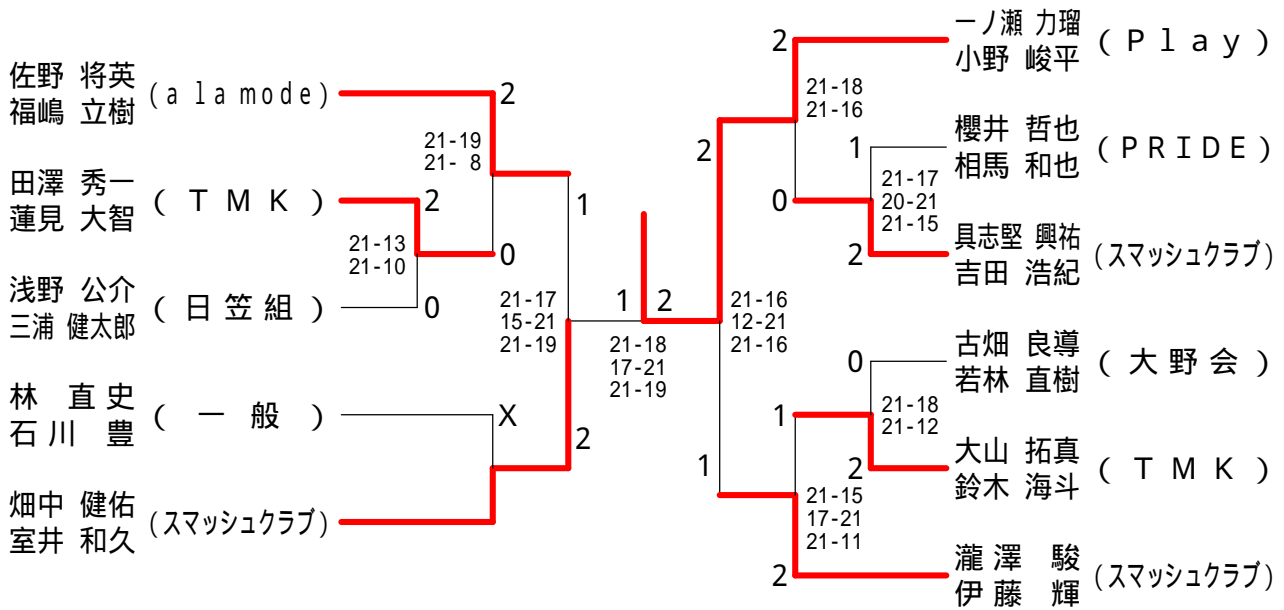 佐野 将英
福嶋 立樹
(a la mode)
2
21-19
21- 8
田澤 秀一
蓮見 大智
( T M K )
2
0
21-13
21-10
浅野 公介
三浦 健太郎
( 日 笠 組 )
0
1
21-17
15-21
21-19
林 直史
石川 豊
( 一 般 )
X
2
畑中 健佑
室井 和久
(スマッシュクラブ)
1 2
21-18
17-21
21-19
2
一ノ瀬 力瑠
小野 峻平
( P l a y )
21-18
21-16
2
1
櫻井 哲也
相馬 和也
( P R I D E )
21-17
20-21
21-15
0
2
具志堅 興祐
吉田 浩紀
(スマッシュクラブ)
21-16
12-21
21-16
0
古畑 良導
若林 直樹
( 大 野 会 )
21-18
21-12
1
2
大山 拓真
鈴木 海斗
( T M K )
1
21-15
17-21
21-11
2
瀧澤 駿
伊藤 輝
(スマッシュクラブ)